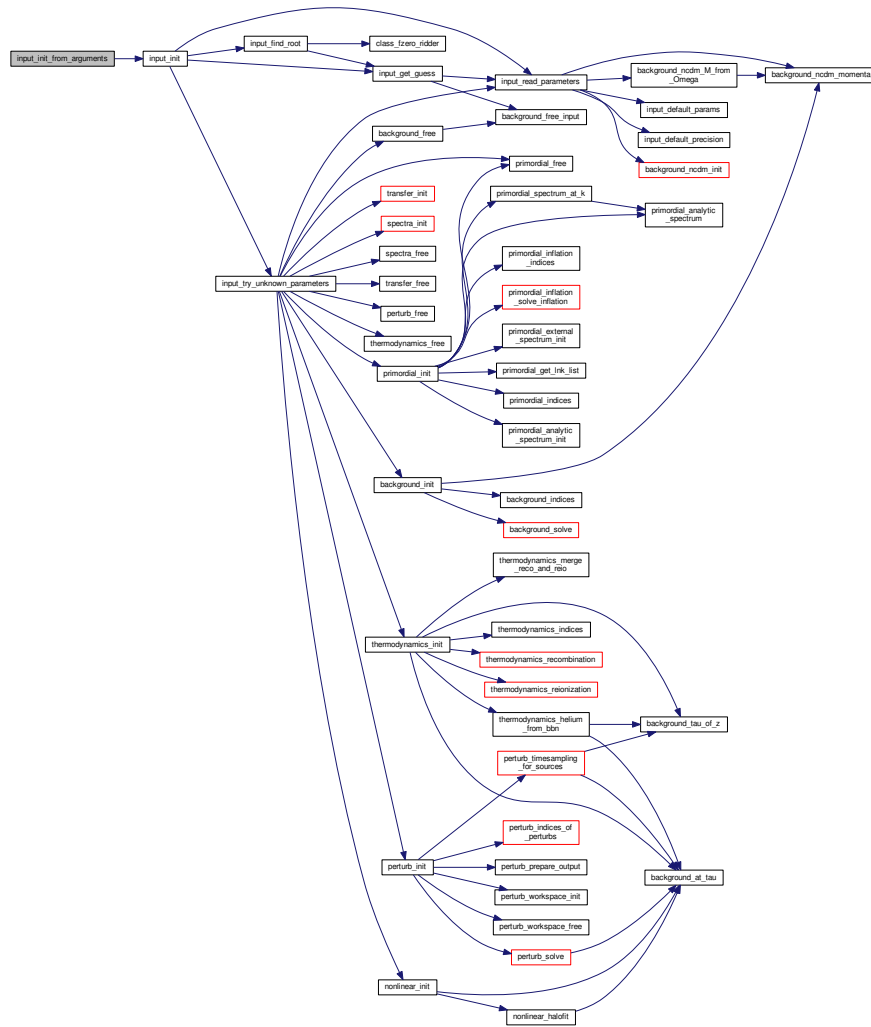 input_init_from_arguments
input_init
input_find_root
class_fzero_ridder
input_get_guess
input_read_parameters
background_ncdm_M_from
_Omega
background_ncdm_momenta
input_default_params
background_free_input
background_free
input_default_precision
primordial_free
background_ncdm_init
transfer_init
primordial_spectrum_at_k
primordial_analytic
_spectrum
spectra_init
spectra_free
primordial_inflation
_indices
input_try_unknown_parameters
transfer_free
primordial_inflation
_solve_inflation
perturb_free
thermodynamics_free
primordial_external
_spectrum_init
primordial_init
primordial_get_lnk_list
primordial_indices
primordial_analytic
_spectrum_init
background_init
background_indices
background_solve
thermodynamics_merge
_reco_and_reio
thermodynamics_indices
thermodynamics_init
thermodynamics_recombination
thermodynamics_reionization
thermodynamics_helium
_from_bbn
background_tau_of_z
perturb_timesampling
_for_sources
perturb_indices_of
_perturbs
perturb_init
perturb_prepare_output
background_at_tau
perturb_workspace_init
perturb_workspace_free
perturb_solve
nonlinear_init
nonlinear_halofit